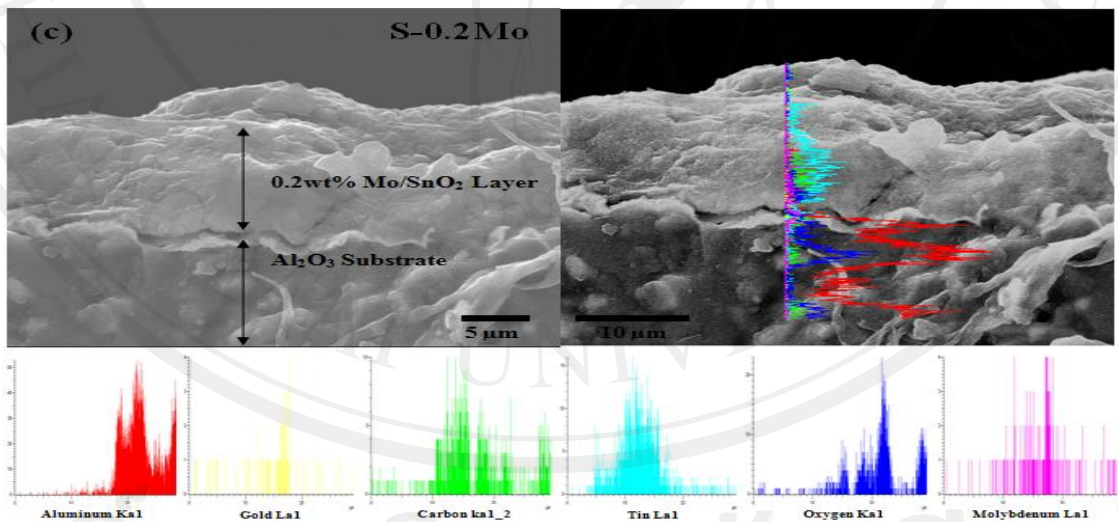 (c)
S-0.2Mo
0.2wt% Mo/SnO₂ Layer
Al₂O₃ Substrate
5 µm
10 µm
UNIV
Aluminum Ka1
Gold La1
Carbon ka1_2
Tin La1
Oxygen Ka1
Molybdenum La1